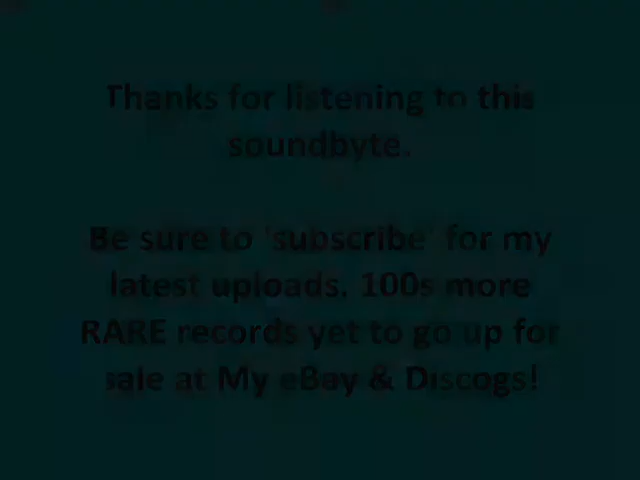 Thanks for listening to this
soundbyte.
Be sure to 'subscribe' for my
latest uploads. 100s more
RARE records yet to go up for
sale at My eBay & Discogs!